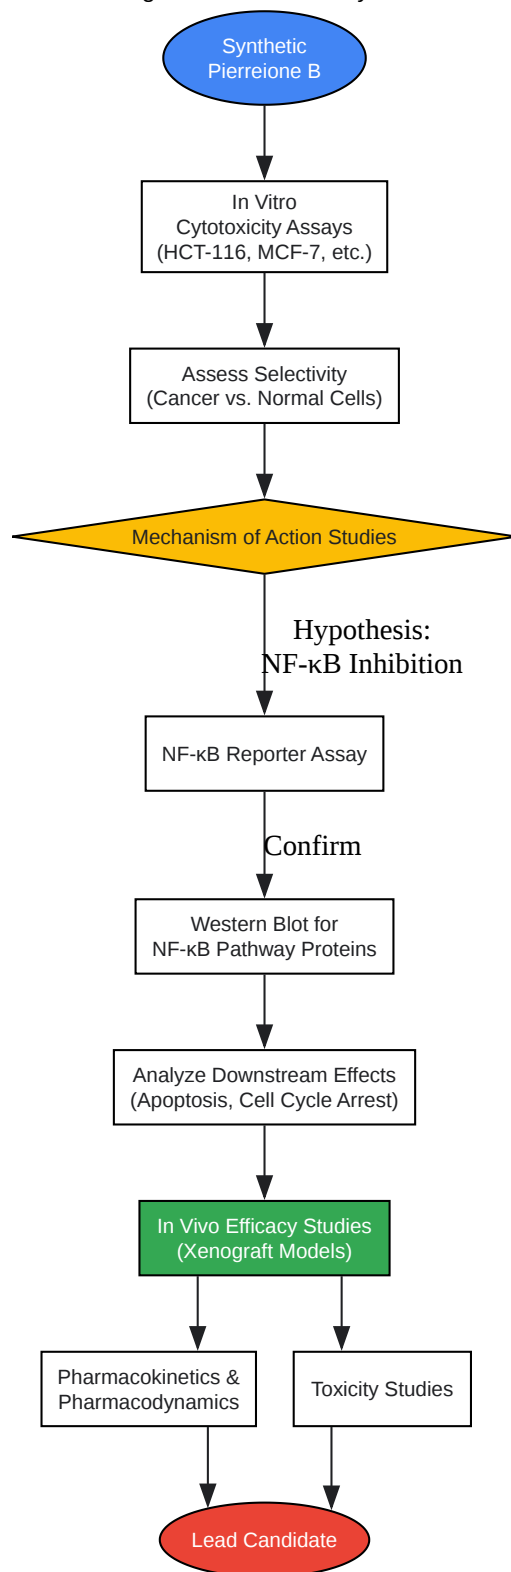 Synthetic
Pierreione B
In Vitro
Cytotoxicity Assays
(HCT-116, MCF-7, etc.)
Assess Selectivity
(Cancer vs. Normal Cells)
Mechanism of Action Studies
Hypothesis:
NF-κB Inhibition
NF-κB Reporter Assay
Confirm
Western Blot for
NF-κB Pathway Proteins
Analyze Downstream Effects
(Apoptosis, Cell Cycle Arrest)
In Vivo Efficacy Studies
(Xenograft Models)
Pharmacokinetics &
Pharmacodynamics
Toxicity Studies
Lead Candidate